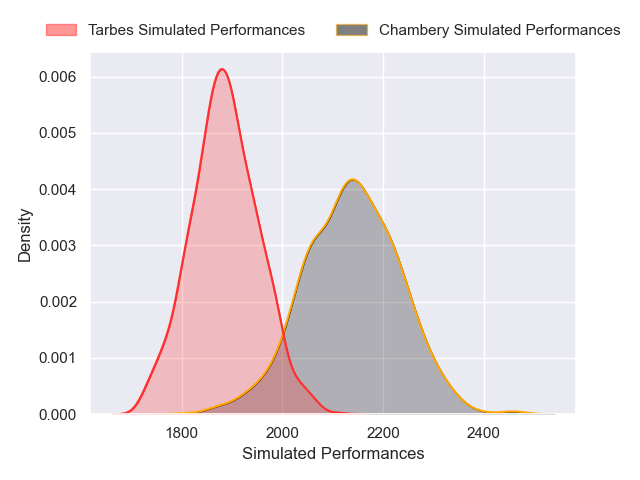 Tarbes Simulated Performances
Chambery Simulated Performances
0.006
0.005
0.004
0.003
0.002
0.001
0.000
Density
1800 2000 2200 2400
Simulated Performances